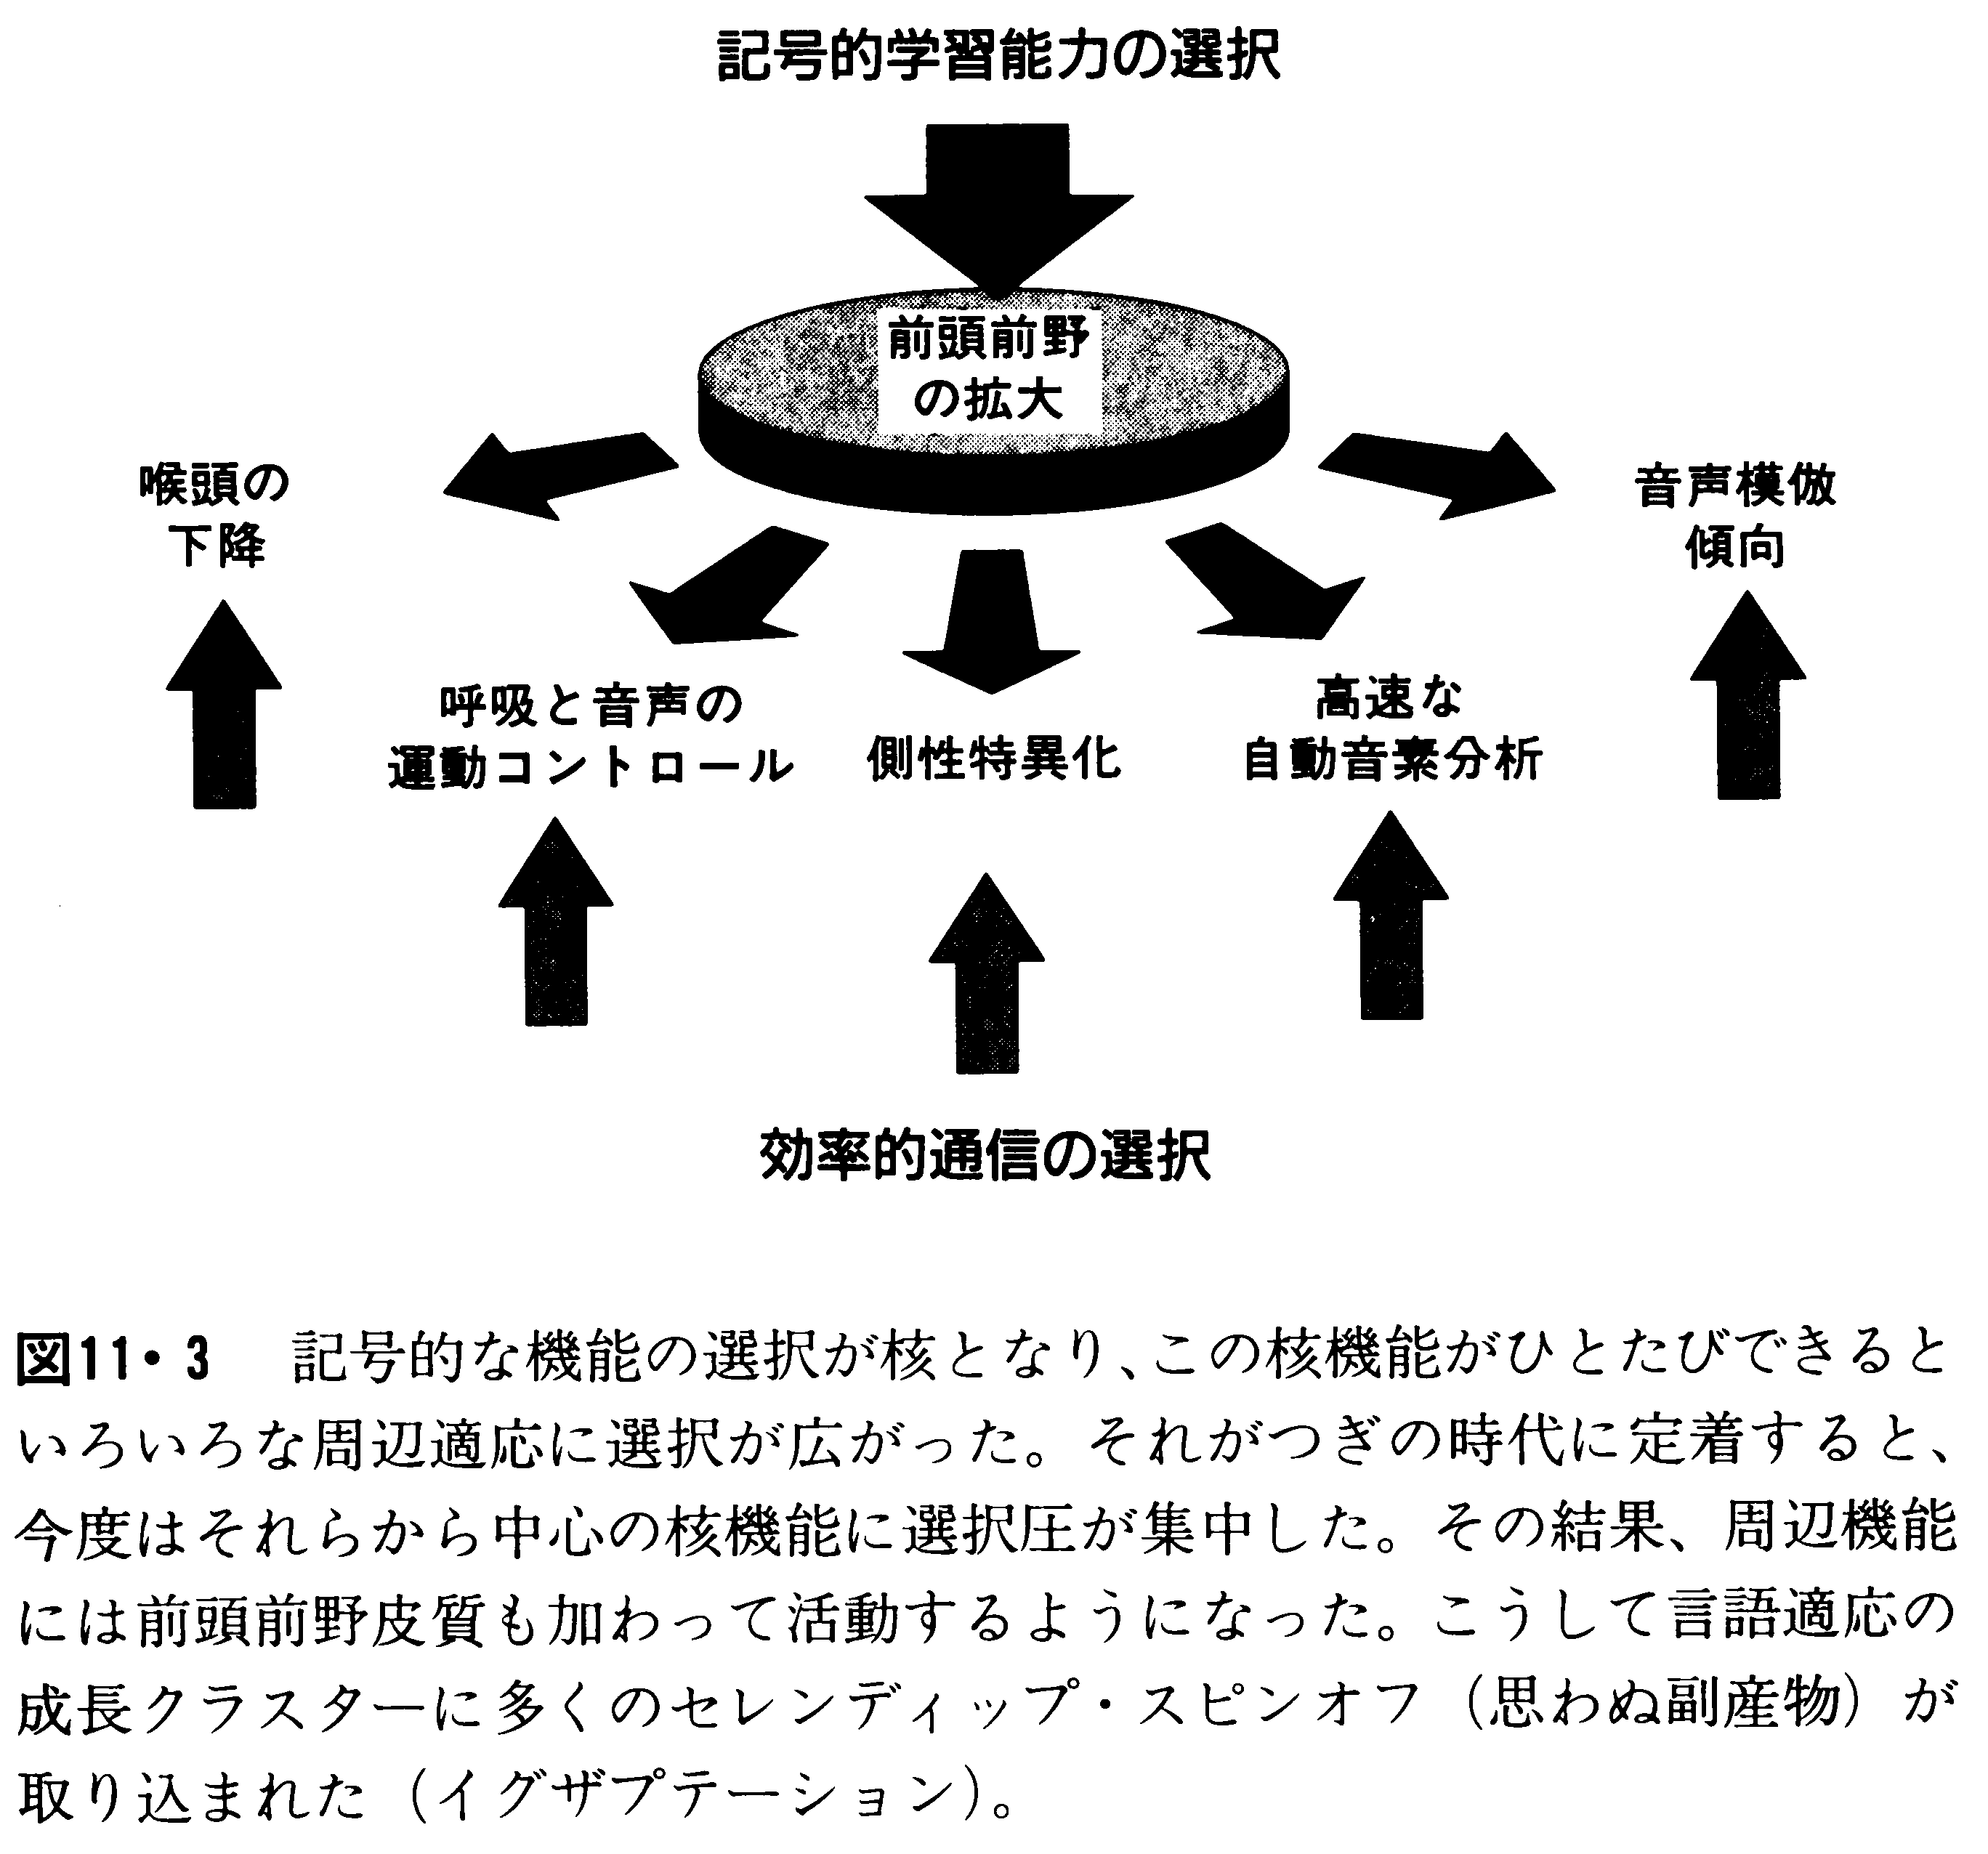 記号的学習能力の選択
前頭前野
の拡大
喉頭の
下降
音声模倣
傾向
呼吸と音声の
運動コントロール
側性特異化
高速な
自動音素分析
効率的通信の選択
図11・3　記号的な機能の選択が核となり、この核機能がひとたびできると
いろいろな周辺適応に選択が広がった。それがつぎの時代に定着すると、
今度はそれらから中心の核機能に選択圧が集中した。その結果、周辺機能
には前頭前野皮質も加わって活動するようになった。こうして言語適応の
成長クラスターに多くのセレンディップ・スピンオフ（思わぬ副産物）が
取り込まれた（イグザプテーション）。